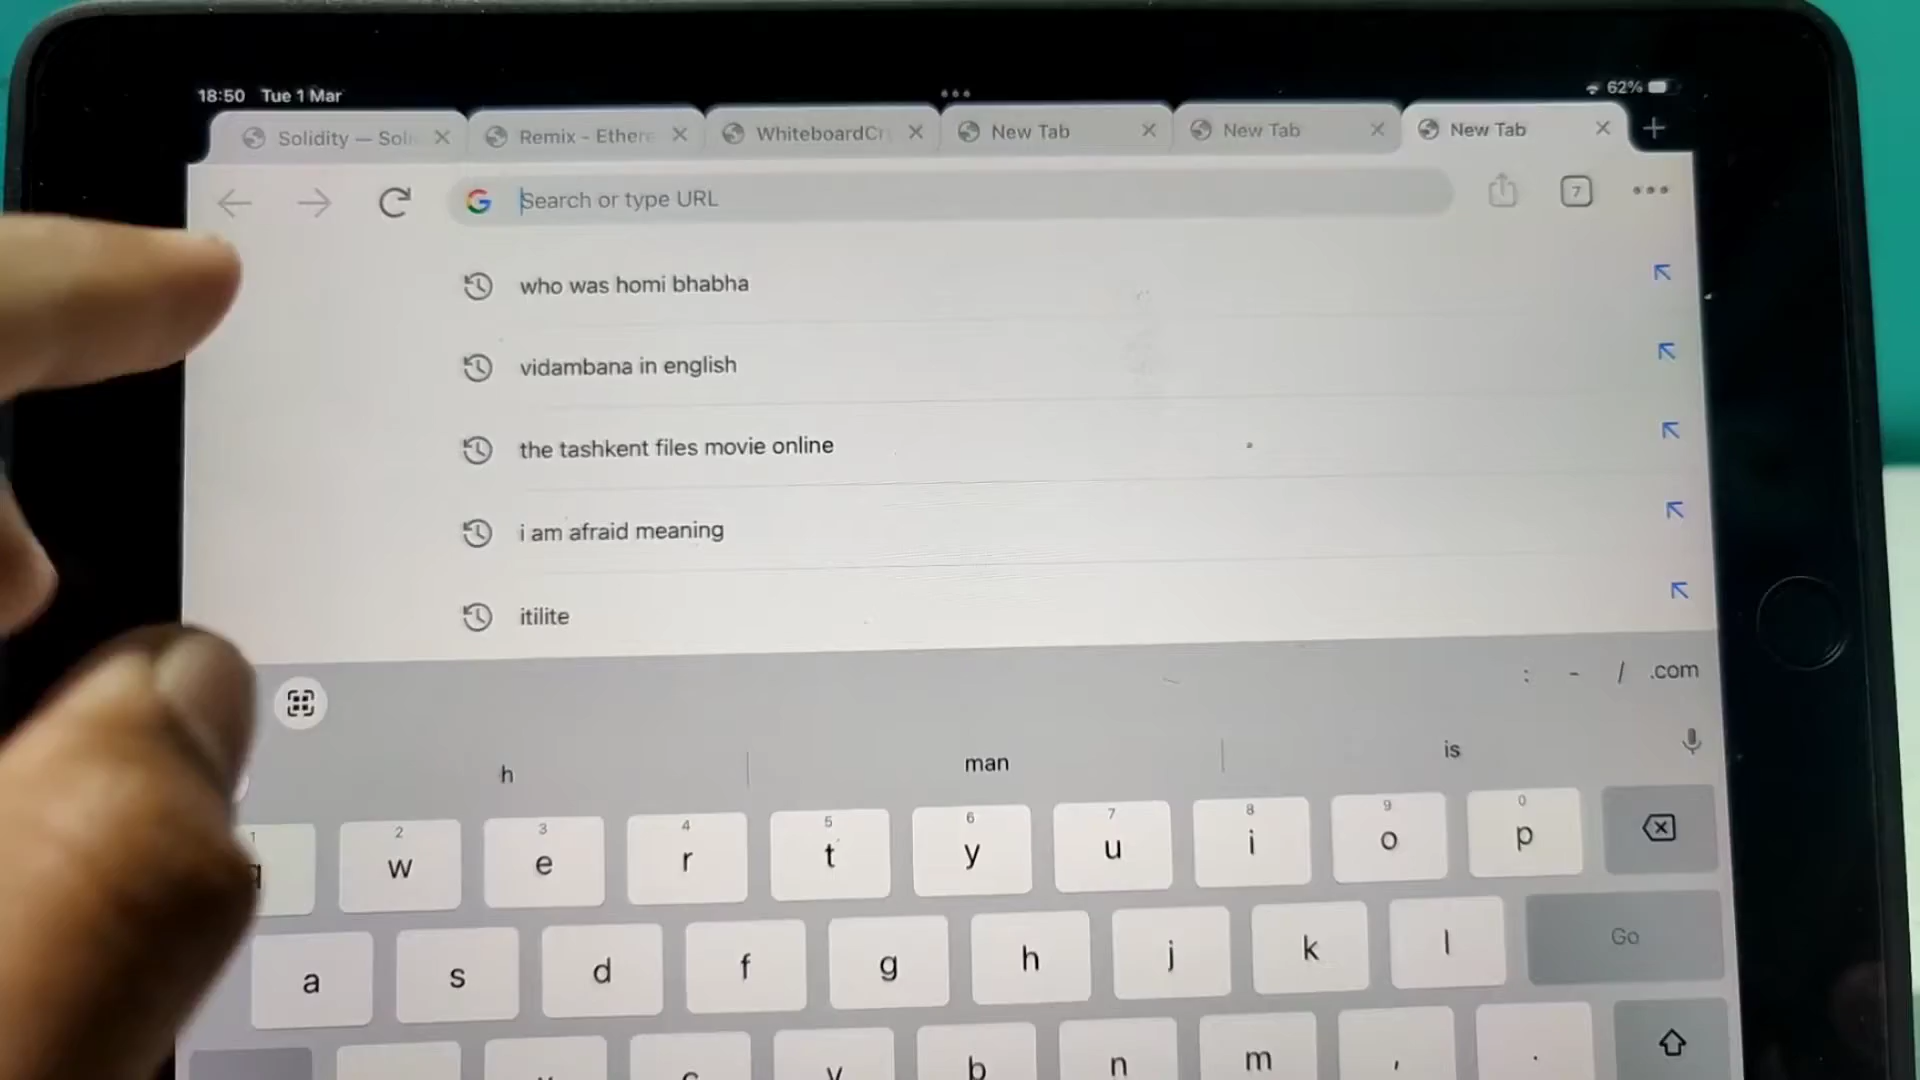 18:50 Tue 1 Mar
62%
Solidity — Soli
Remix - Ethere
WhiteboardCr
New Tab
New Tab
New Tab
Search or type URL
7
who was homi bhabha
vidambana in english
the tashkent files movie online
i am afraid meaning
itilite
: - / .com
h man is
1 2 3 4 5 6 7 8 9 0
q w e r t y u i o p
a s d f g h j k l Go
c v b n m , .